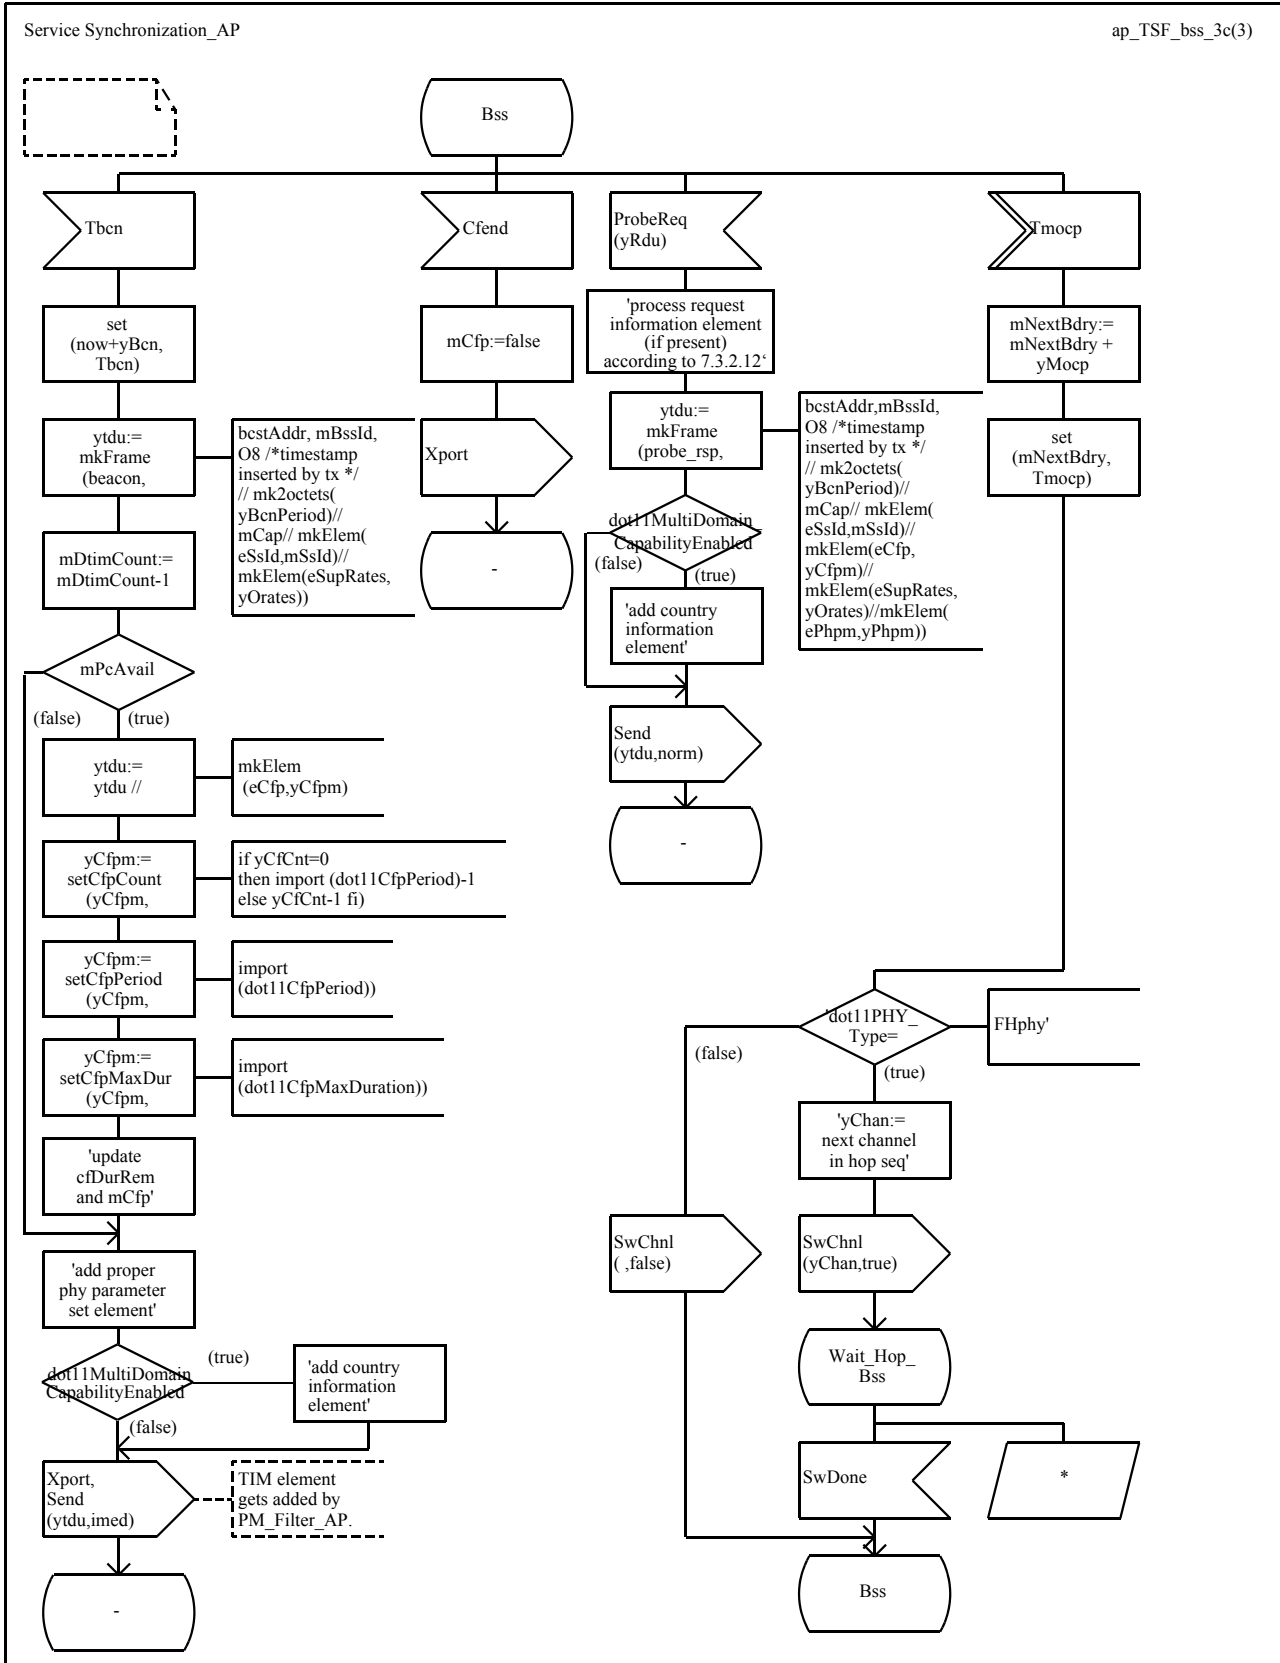 Service Synchronization_AP
ap_TSF_bss_3c(3)
Bss
Tbcn
set
(now+yBcn,
Tbcn)
ytdu:=
mkFrame
(beacon,
bcstAddr, mBssId,
O8 /*timestamp
inserted by tx */
// mk2octets(
yBcnPeriod)//
mCap// mkElem(
eSsId,mSsId)//
mkElem(eSupRates,
yOrates))
mDtimCount:=
mDtimCount-1
mPcAvail
(false)
(true)
ytdu:=
ytdu //
mkElem
(eCfp,yCfpm)
yCfpm:=
setCfpCount
(yCfpm,
if yCfCnt=0
then import (dot11CfpPeriod)-1
else yCfCnt-1 fi)
yCfpm:=
setCfpPeriod
(yCfpm,
import
(dot11CfpPeriod))
yCfpm:=
setCfpMaxDur
(yCfpm,
import
(dot11CfpMaxDuration))
'update
cfDurRem
and mCfp'
'add proper
phy parameter
set element'
dot11MultiDomain
CapabilityEnabled
(true)
'add country
information
element'
(false)
Xport,
Send
(ytdu,imed)
TIM element
gets added by
PM_Filter_AP.
-
Cfend
mCfp:=false
Xport
-
ProbeReq
(yRdu)
'process request
information element
(if present)
according to 7.3.2.12‘
ytdu:=
mkFrame
(probe_rsp,
bcstAddr,mBssId,
O8 /*timestamp
inserted by tx */
// mk2octets(
yBcnPeriod)//
mCap// mkElem(
eSsId,mSsId)//
mkElem(eCfp,
yCfpm)//
mkElem(eSupRates,
yOrates)//mkElem(
ePhpm,yPhpm))
dot11MultiDomain_
CapabilityEnabled
(false)
(true)
'add country
information
element'
Send
(ytdu,norm)
-
Tmocp
mNextBdry:=
mNextBdry +
yMocp
set
(mNextBdry,
Tmocp)
'dot11PHY_
Type=
FHphy'
(false)
(true)
'yChan:=
next channel
in hop seq'
SwChnl
( ,false)
SwChnl
(yChan,true)
Wait_Hop_
Bss
SwDone
*
Bss